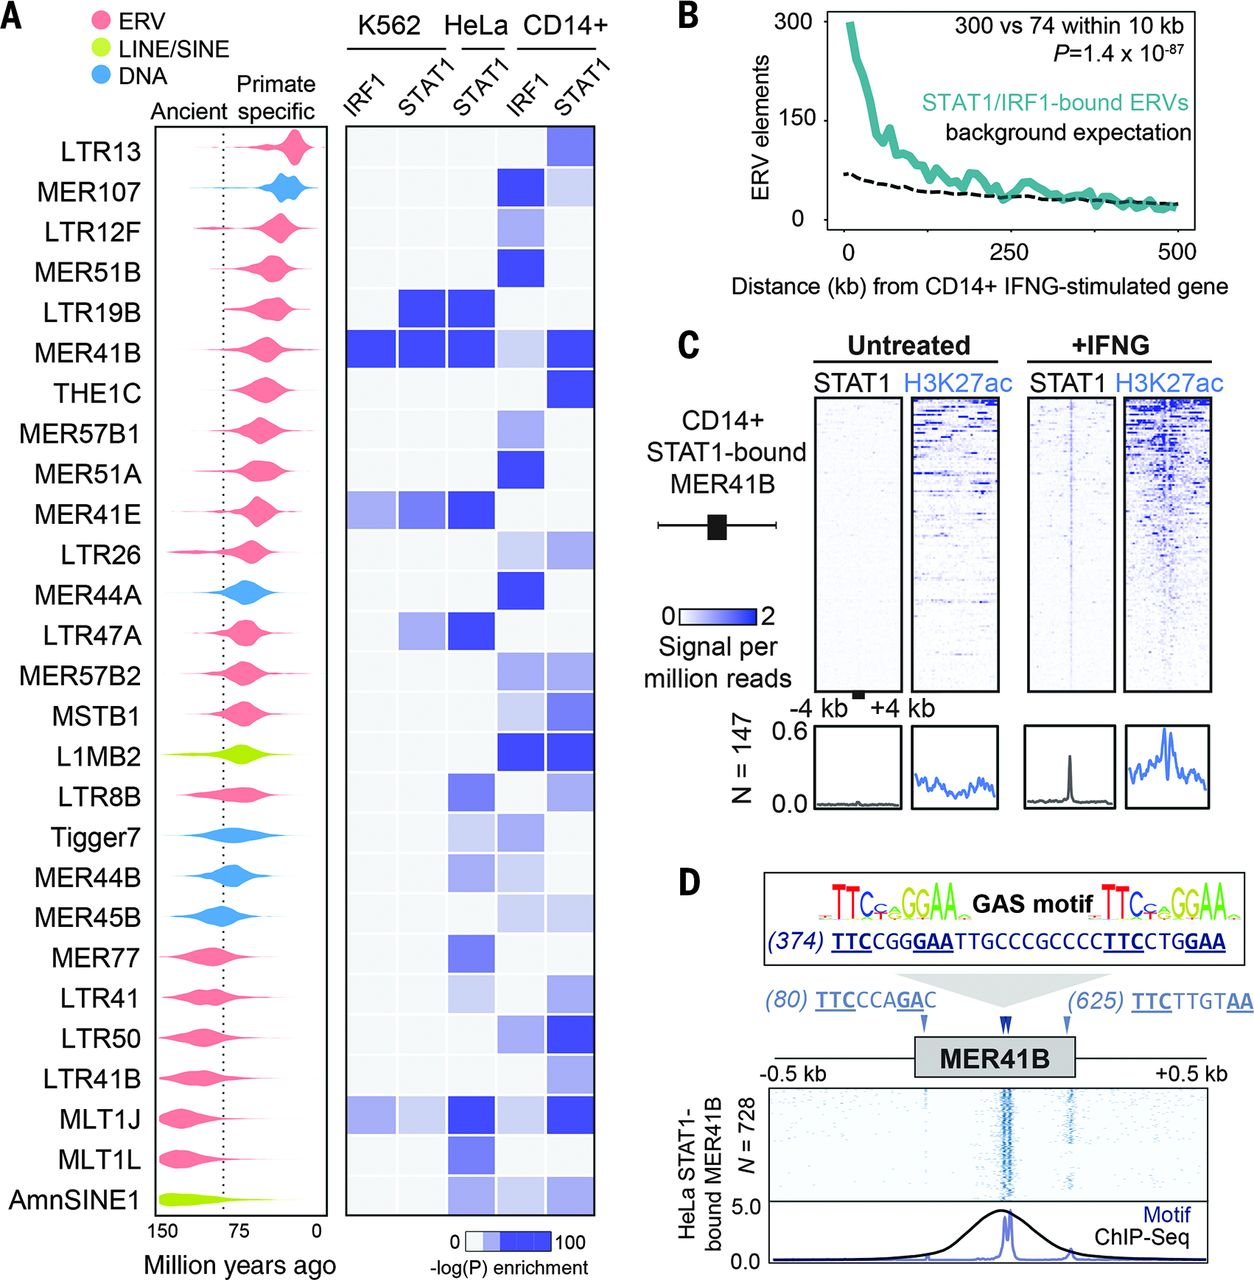 A
ERV
LINE/SINE
DNA
Ancient
Primate
specific
K562
HeLa
CD14+
IRF1
STAT1
STAT1
IRF1
STAT1
LTR13
MER107
LTR12F
MER51B
LTR19B
MER41B
THE1C
MER57B1
MER51A
MER41E
LTR26
MER44A
LTR47A
MER57B2
MSTB1
L1MB2
LTR8B
Tigger7
MER44B
MER45B
MER77
LTR41
LTR50
LTR41B
MLT1J
MLT1L
AmnSINE1
150 75 0
Million years ago
0 100
-log(P) enrichment
B
300 vs 74 within 10 kb
P=1.4 x 10-87
STAT1/IRF1-bound ERVs
background expectation
ERV elements
300
150
0
0 250 500
Distance (kb) from CD14+ IFNG-stimulated gene
C
Untreated
+IFNG
STAT1 H3K27ac
STAT1 H3K27ac
CD14+
STAT1-bound
MER41B
0 2
Signal per
million reads
-4 kb +4 kb
N = 147
0.6
0.0
D
TTCC GGAA GAS motif TTCC GGAA
(374) TTCCGGGAATTGCCCGCCCCTTCCTGGAA
(80) TTCCCAGAC
(625) TTCTTGTAA
MER41B
-0.5 kb
+0.5 kb
HeLa STAT1-
bound MER41B
N = 728
5.0
0.0
Motif
ChIP-Seq